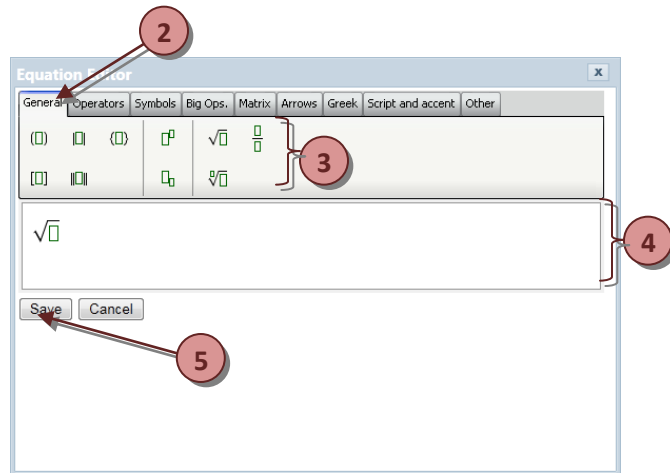 2
Equation Editor
x
General Operators Symbols Big Ops. Matrix Arrows Greek Script and accent Other
(▯) |▯| {▯} ▯^▯ √▯ ▯/▯
3
[▯] ‖▯‖ ▯_▯ ▯√▯
√▯
4
Save Cancel
5